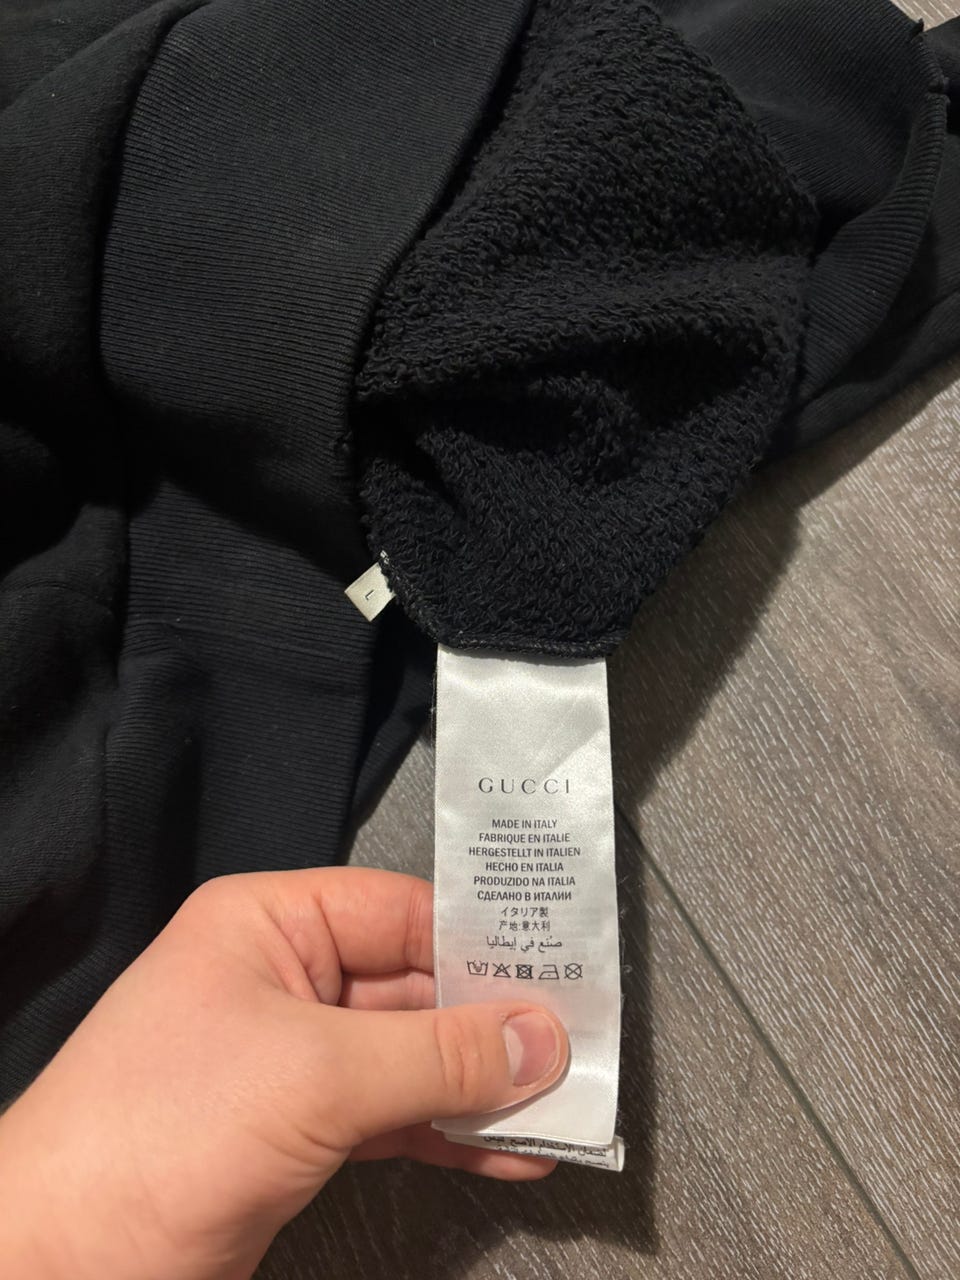 L
GUCCI
MADE IN ITALY
FABRIQUE EN ITALIE
HERGESTELLT IN ITALIEN
HECHO EN ITALIA
PRODUZIDO NA ITALIA
СДЕЛАНО В ИТАЛИИ
イタリア製
产地:意大利
صنع في إيطاليا